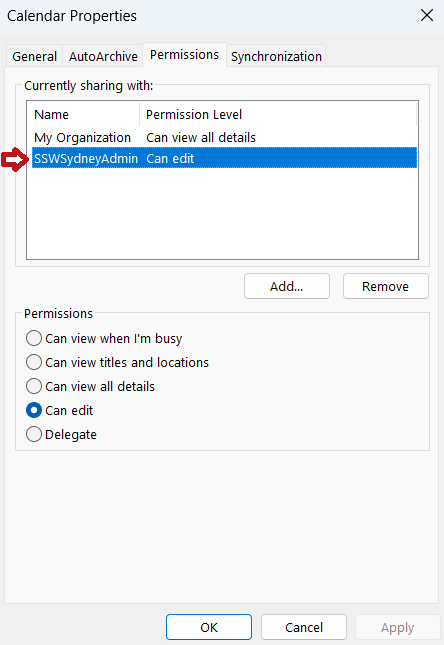 Calendar Properties
General AutoArchive Permissions Synchronization
Currently sharing with:
Name Permission Level
My Organization Can view all details
SSWSydneyAdmin Can edit
Add... Remove
Permissions
Can view when I'm busy
Can view titles and locations
Can view all details
Can edit
Delegate
OK Cancel Apply